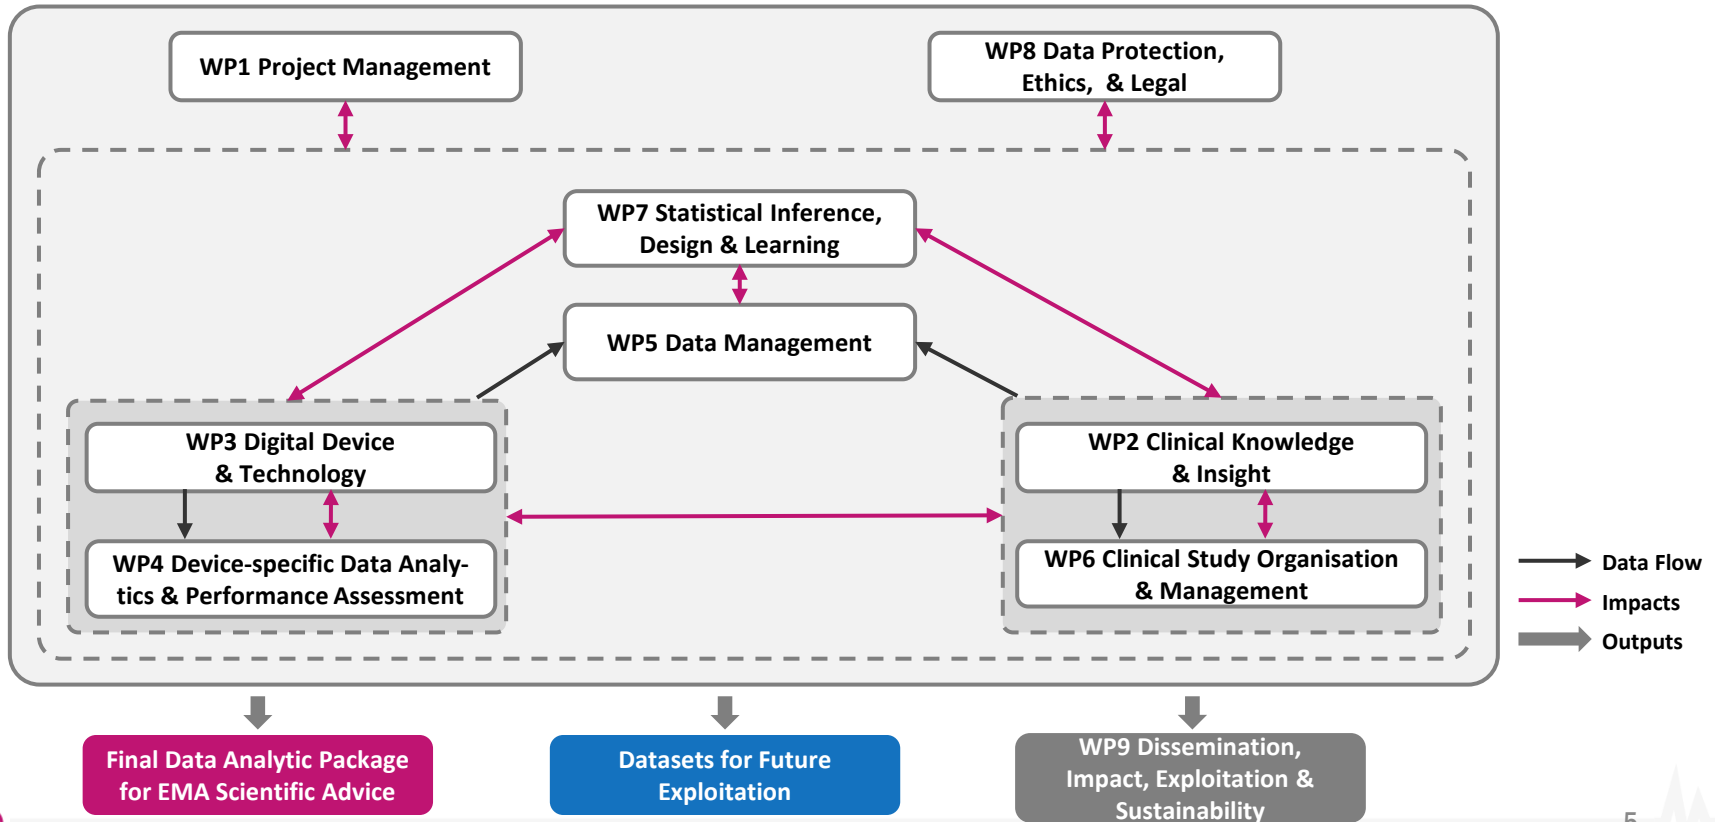 WP1 Project Management
WP8 Data Protection,
Ethics, & Legal
WP7 Statistical Inference,
Design & Learning
WP5 Data Management
WP3 Digital Device
& Technology
WP2 Clinical Knowledge
& Insight
WP4 Device-specific Data Analy-
tics & Performance Assessment
WP6 Clinical Study Organisation
& Management
Data Flow
Impacts
Outputs
Final Data Analytic Package
for EMA Scientific Advice
Datasets for Future
Exploitation
WP9 Dissemination,
Impact, Exploitation &
Sustainability
5